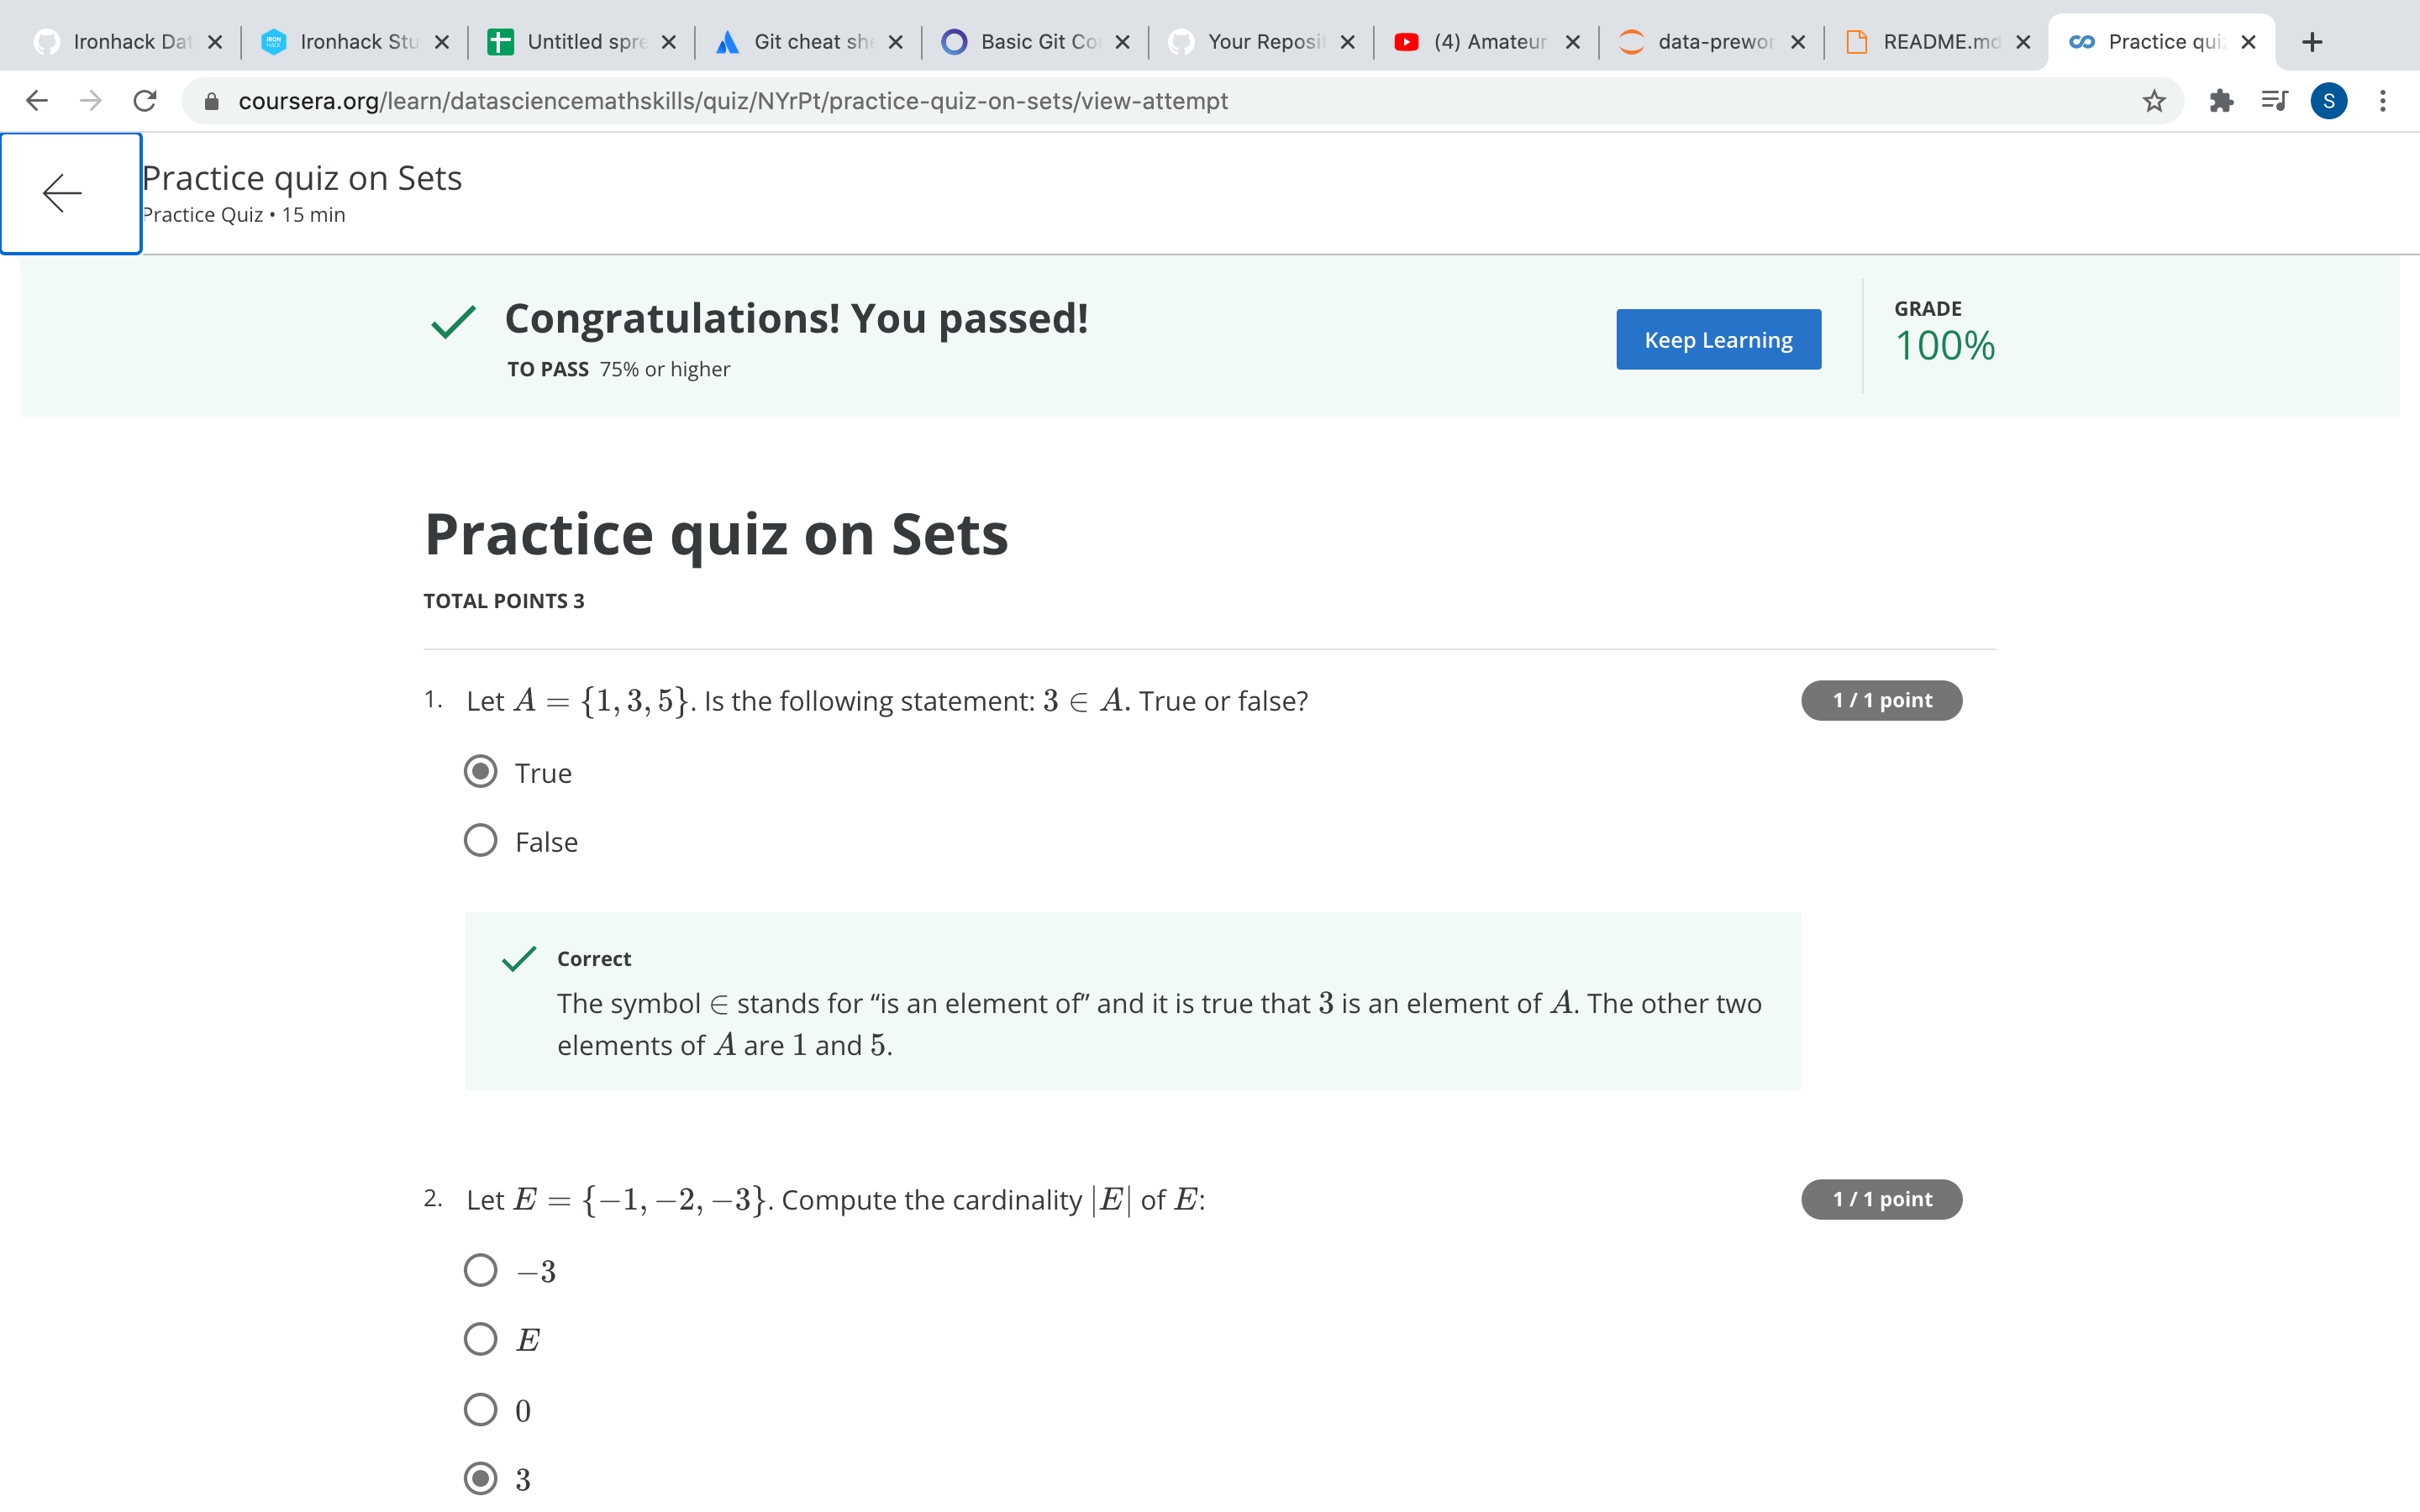 Ironhack Dat
Ironhack Stu
Untitled spre
Git cheat she
Basic Git Co
Your Reposit
(4) Amateur
data-prewor
README.md
Practice qui
coursera.org/learn/datasciencemathskills/quiz/NYrPt/practice-quiz-on-sets/view-attempt
S
Practice quiz on Sets
Practice Quiz • 15 min
Congratulations! You passed!
TO PASS 75% or higher
Keep Learning
GRADE
100%
Practice quiz on Sets
TOTAL POINTS 3
1. Let A = {1, 3, 5}. Is the following statement: 3 ∈ A. True or false?
1 / 1 point
True
False
Correct
The symbol ∈ stands for “is an element of” and it is true that 3 is an element of A. The other two
elements of A are 1 and 5.
2. Let E = {−1, −2, −3}. Compute the cardinality |E| of E:
1 / 1 point
−3
E
0
3